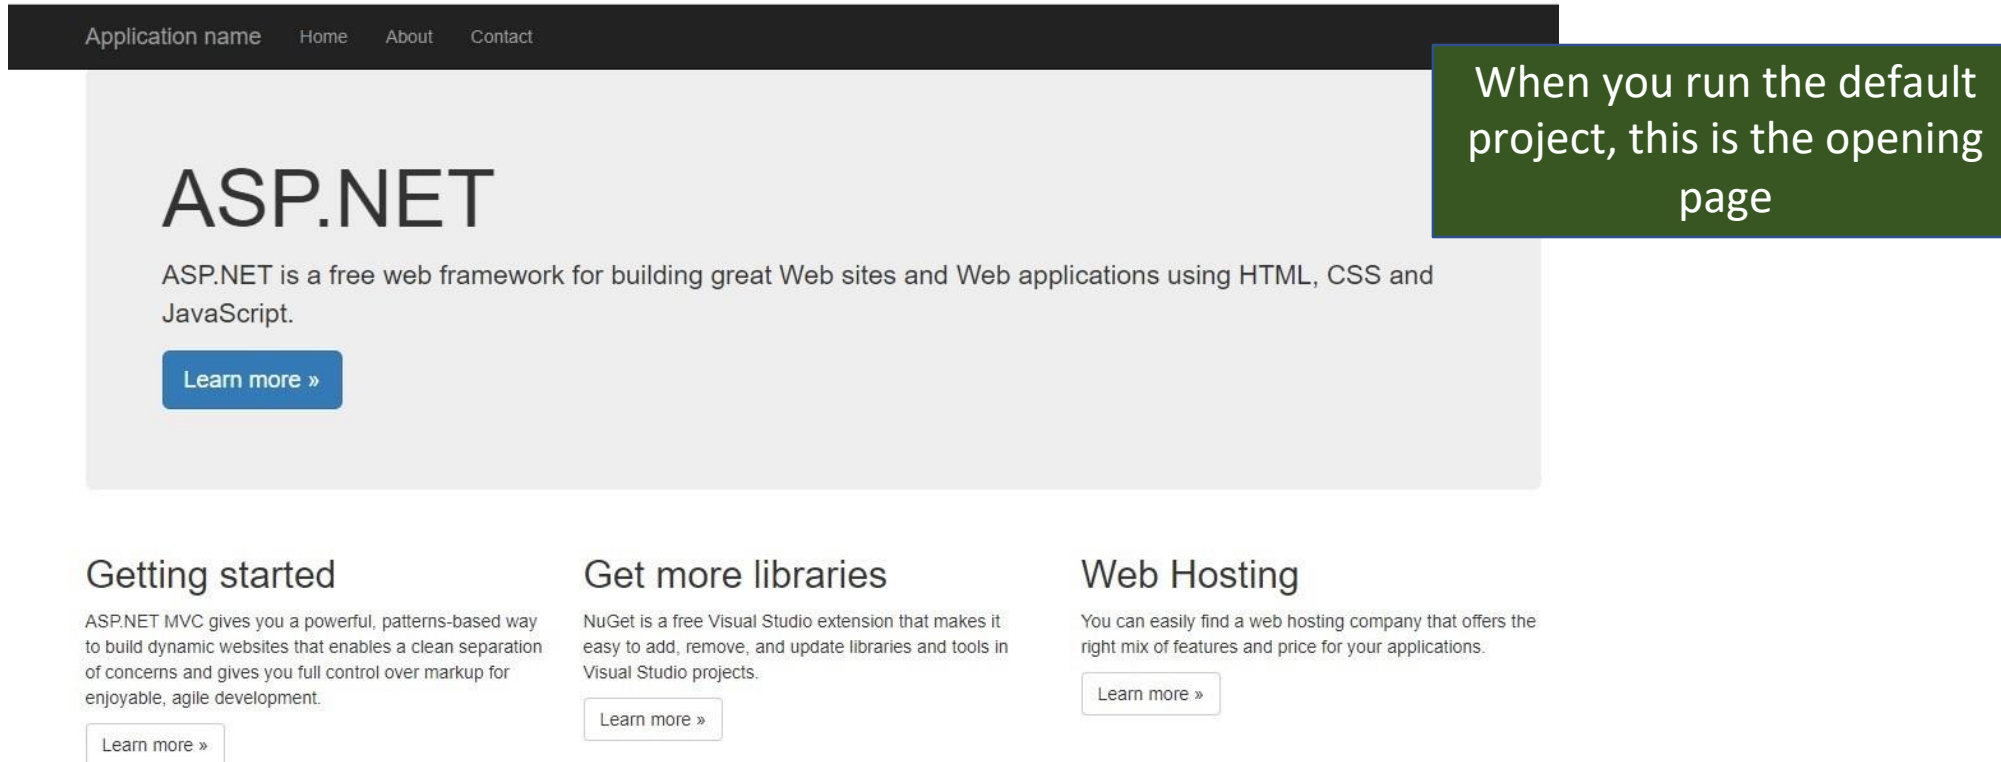 Application name Home About Contact
When you run the default
project, this is the opening
page
ASP.NET
ASP.NET is a free web framework for building great Web sites and Web applications using HTML, CSS and
JavaScript.
Learn more »
Getting started
ASP.NET MVC gives you a powerful, patterns-based way
to build dynamic websites that enables a clean separation
of concerns and gives you full control over markup for
enjoyable, agile development.
Learn more »
Get more libraries
NuGet is a free Visual Studio extension that makes it
easy to add, remove, and update libraries and tools in
Visual Studio projects.
Learn more »
Web Hosting
You can easily find a web hosting company that offers the
right mix of features and price for your applications.
Learn more »